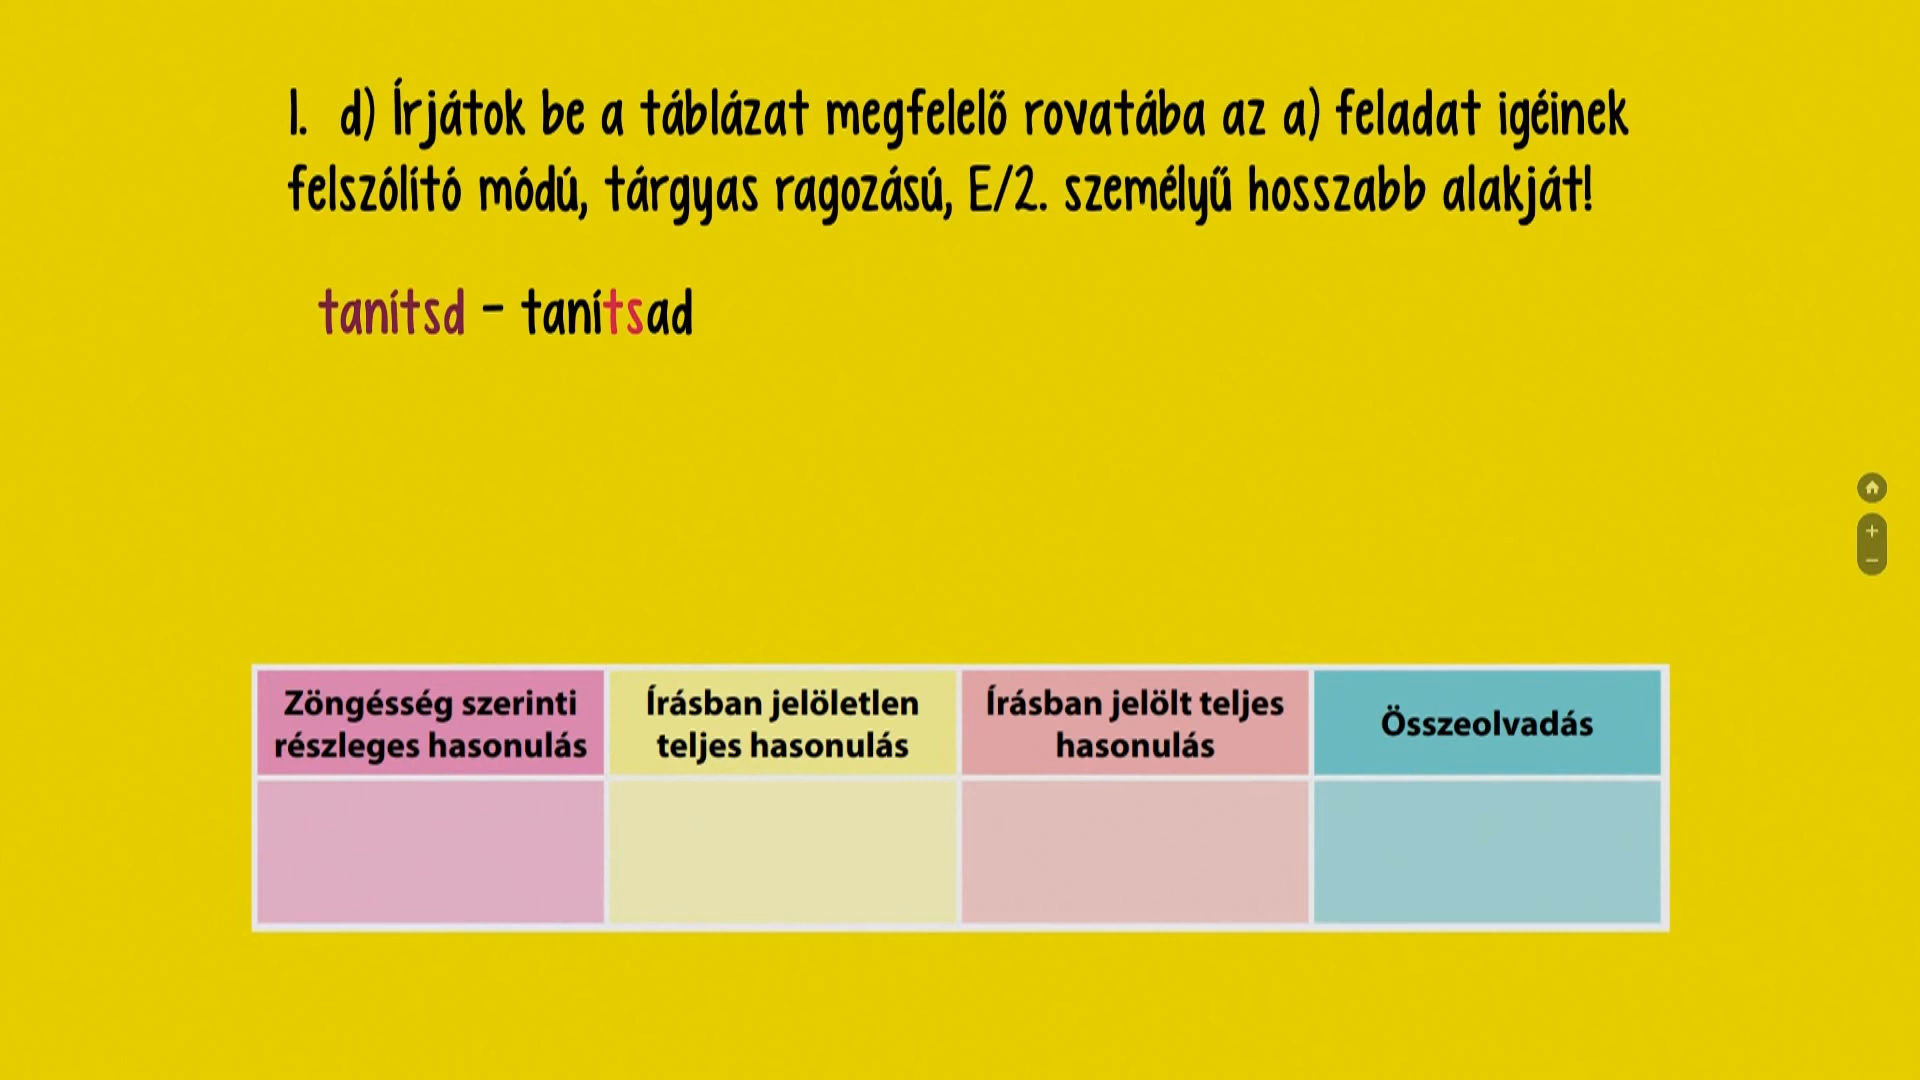 1. d) Írjátok be a táblázat megfelelő rovatába az a) feladat igéinek
felszólító módú, tárgyas ragozású, E/2. személyű hosszabb alakját!
tanítsd - tanítsad
Zöngésség szerinti
részleges hasonulás
Írásban jelöletlen
teljes hasonulás
Írásban jelölt teljes
hasonulás
Összeolvadás